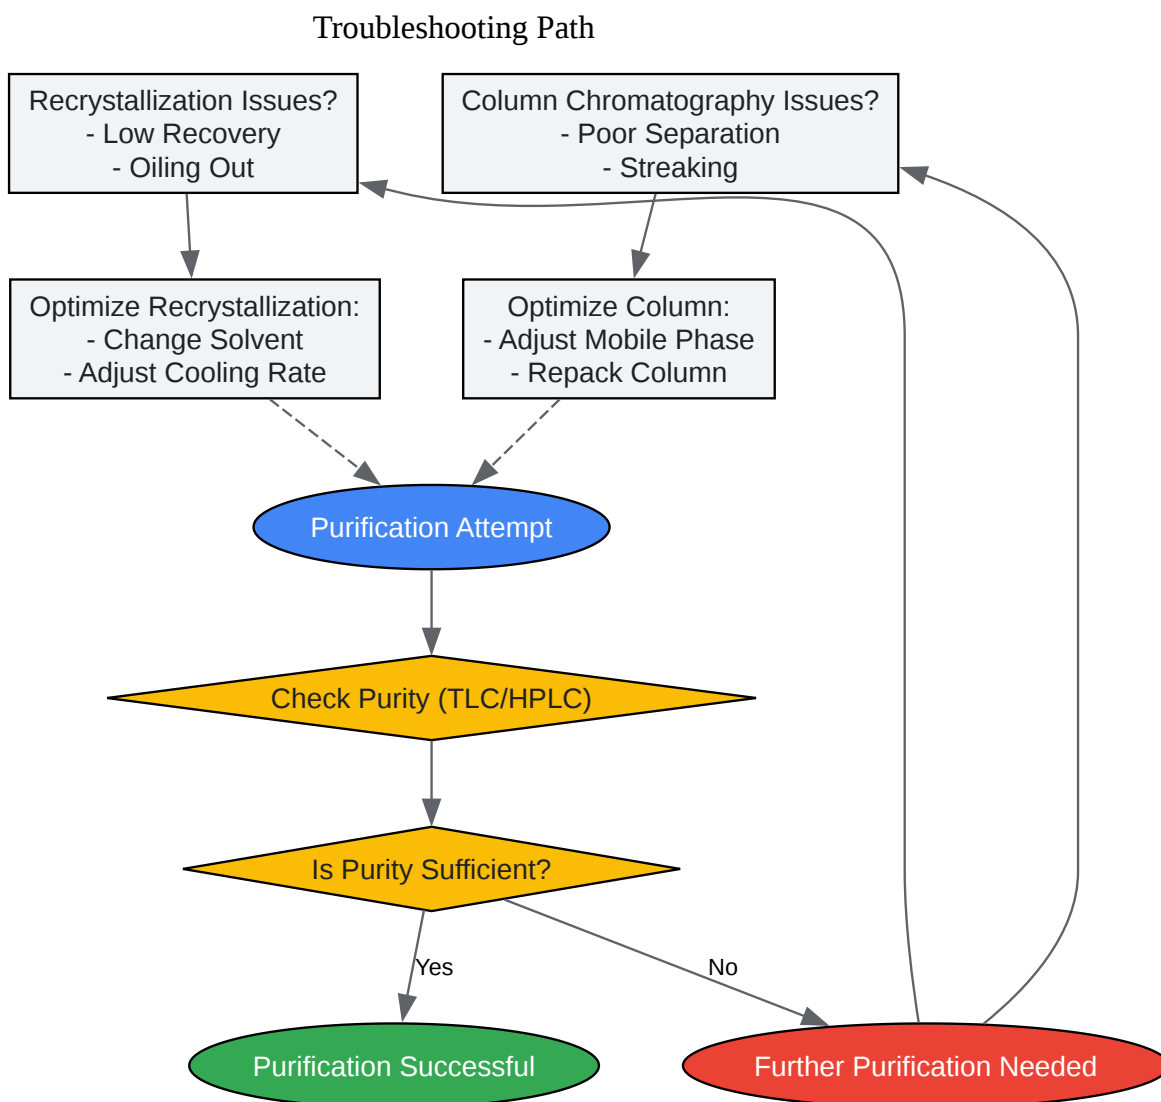 Troubleshooting Path
Recrystallization Issues?
- Low Recovery
- Oiling Out
Column Chromatography Issues?
- Poor Separation
- Streaking
Optimize Recrystallization:
- Change Solvent
- Adjust Cooling Rate
Optimize Column:
- Adjust Mobile Phase
- Repack Column
Purification Attempt
Check Purity (TLC/HPLC)
Is Purity Sufficient?
Yes
No
Purification Successful
Further Purification Needed